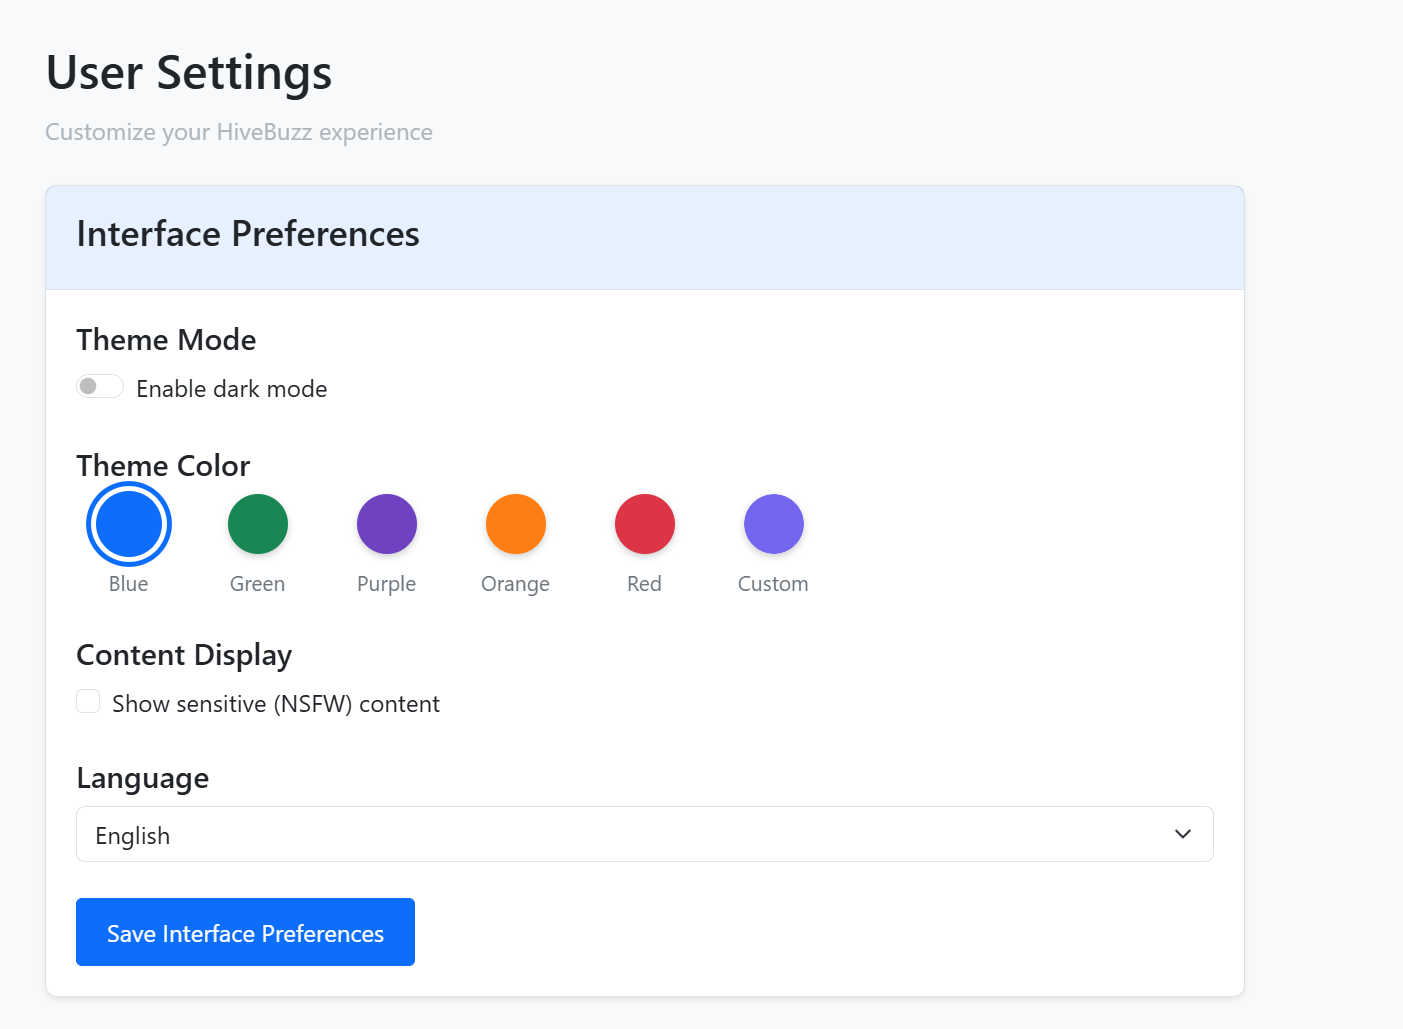 User Settings
Customize your HiveBuzz experience
Interface Preferences
Theme Mode
Enable dark mode
Theme Color
Blue Green Purple Orange Red Custom
Content Display
Show sensitive (NSFW) content
Language
English
Save Interface Preferences